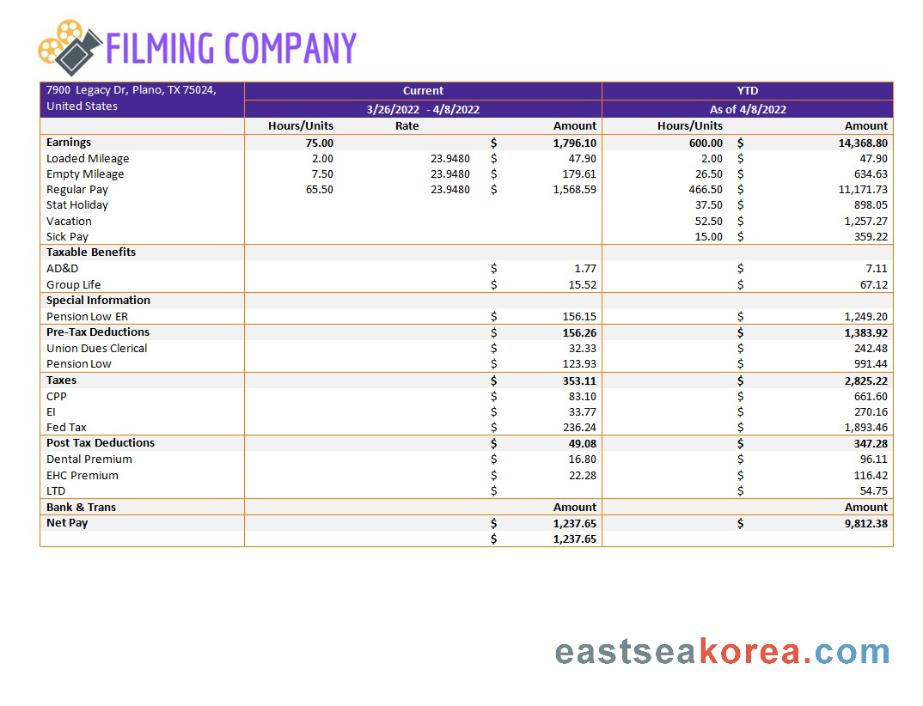 FILMING COMPANY
7900 Legacy Dr, Plano, TX 75024, Current YTD
United States 3/26/2022 - 4/8/2022 As of 4/8/2022
Hours/Units Rate Amount Hours/Units Amount
Earnings 75.00 $ 1,796.10 600.00 $ 14,368.80
Loaded Mileage 2.00 23.9480 $ 47.90 2.00 $ 47.90
Empty Mileage 7.50 23.9480 $ 179.61 26.50 $ 634.63
Regular Pay 65.50 23.9480 $ 1,568.59 466.50 $ 11,171.73
Stat Holiday 37.50 $ 898.05
Vacation 52.50 $ 1,257.27
Sick Pay 15.00 $ 359.22
Taxable Benefits
AD&D $ 1.77 $ 7.11
Group Life $ 15.52 $ 67.12
Special Information
Pension Low ER $ 156.15 $ 1,249.20
Pre-Tax Deductions $ 156.26 $ 1,383.92
Union Dues Clerical $ 32.33 $ 242.48
Pension Low $ 123.93 $ 991.44
Taxes $ 353.11 $ 2,825.22
CPP $ 83.10 $ 661.60
EI $ 33.77 $ 270.16
Fed Tax $ 236.24 $ 1,893.46
Post Tax Deductions $ 49.08 $ 347.28
Dental Premium $ 16.80 $ 96.11
EHC Premium $ 22.28 $ 116.42
LTD $ $ 54.75
Bank & Trans Amount Amount
Net Pay $ 1,237.65 $ 9,812.38
$ 1,237.65
eastseakorea.com